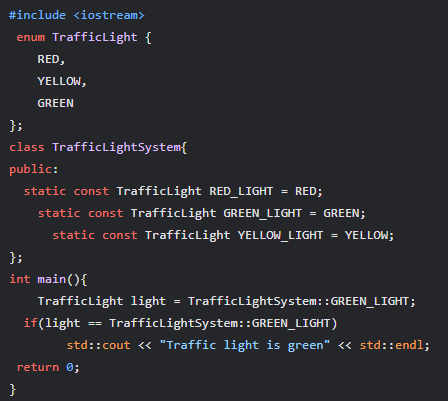 #include <iostream>
 enum TrafficLight {
    RED,
    YELLOW,
    GREEN
};
class TrafficLightSystem{
public:
  static const TrafficLight RED_LIGHT = RED;
    static const TrafficLight GREEN_LIGHT = GREEN;
      static const TrafficLight YELLOW_LIGHT = YELLOW;
};
int main(){
    TrafficLight light = TrafficLightSystem::GREEN_LIGHT;
  if(light == TrafficLightSystem::GREEN_LIGHT)
        std::cout << "Traffic light is green" << std::endl;
 return 0;
}